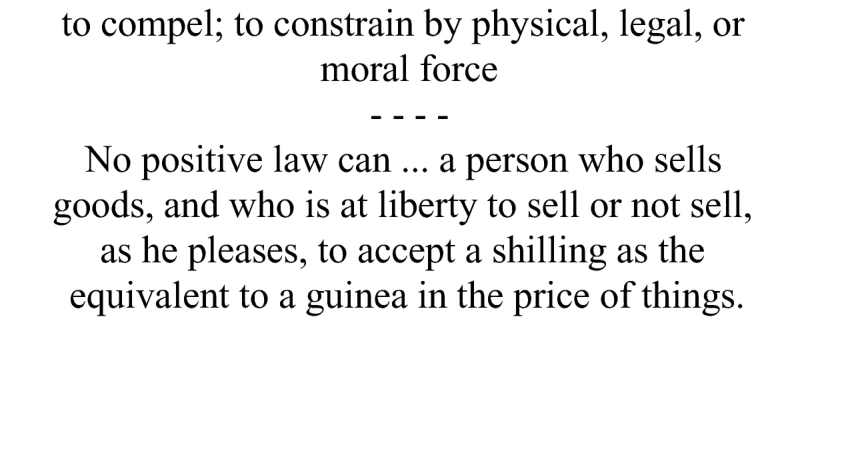 to compel; to constrain by physical, legal, or
moral force
- - - -
No positive law can ... a person who sells
goods, and who is at liberty to sell or not sell,
as he pleases, to accept a shilling as the
equivalent to a guinea in the price of things.